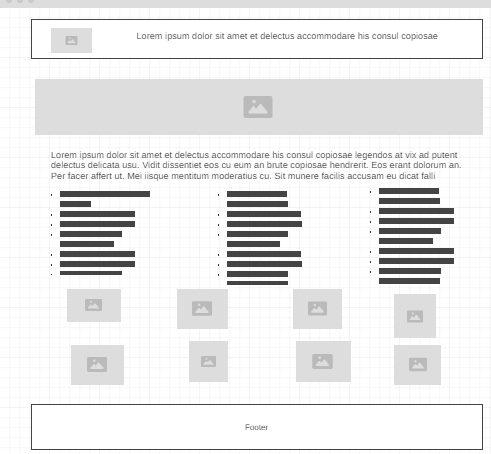 Lorem ipsum dolor sit amet et delectus accommodare his consul copiosae
Lorem ipsum dolor sit amet et delectus accommodare his consul copiosae legendos at vix ad putent
delectus delicata usu. Vidit dissentiet eos cu eum an brute copiosae hendrerit. Eos erant dolorum an.
Per facer affert ut. Mei iisque mentitum moderatius cu. Sit munere facilis accusam eu dicat falli
Footer